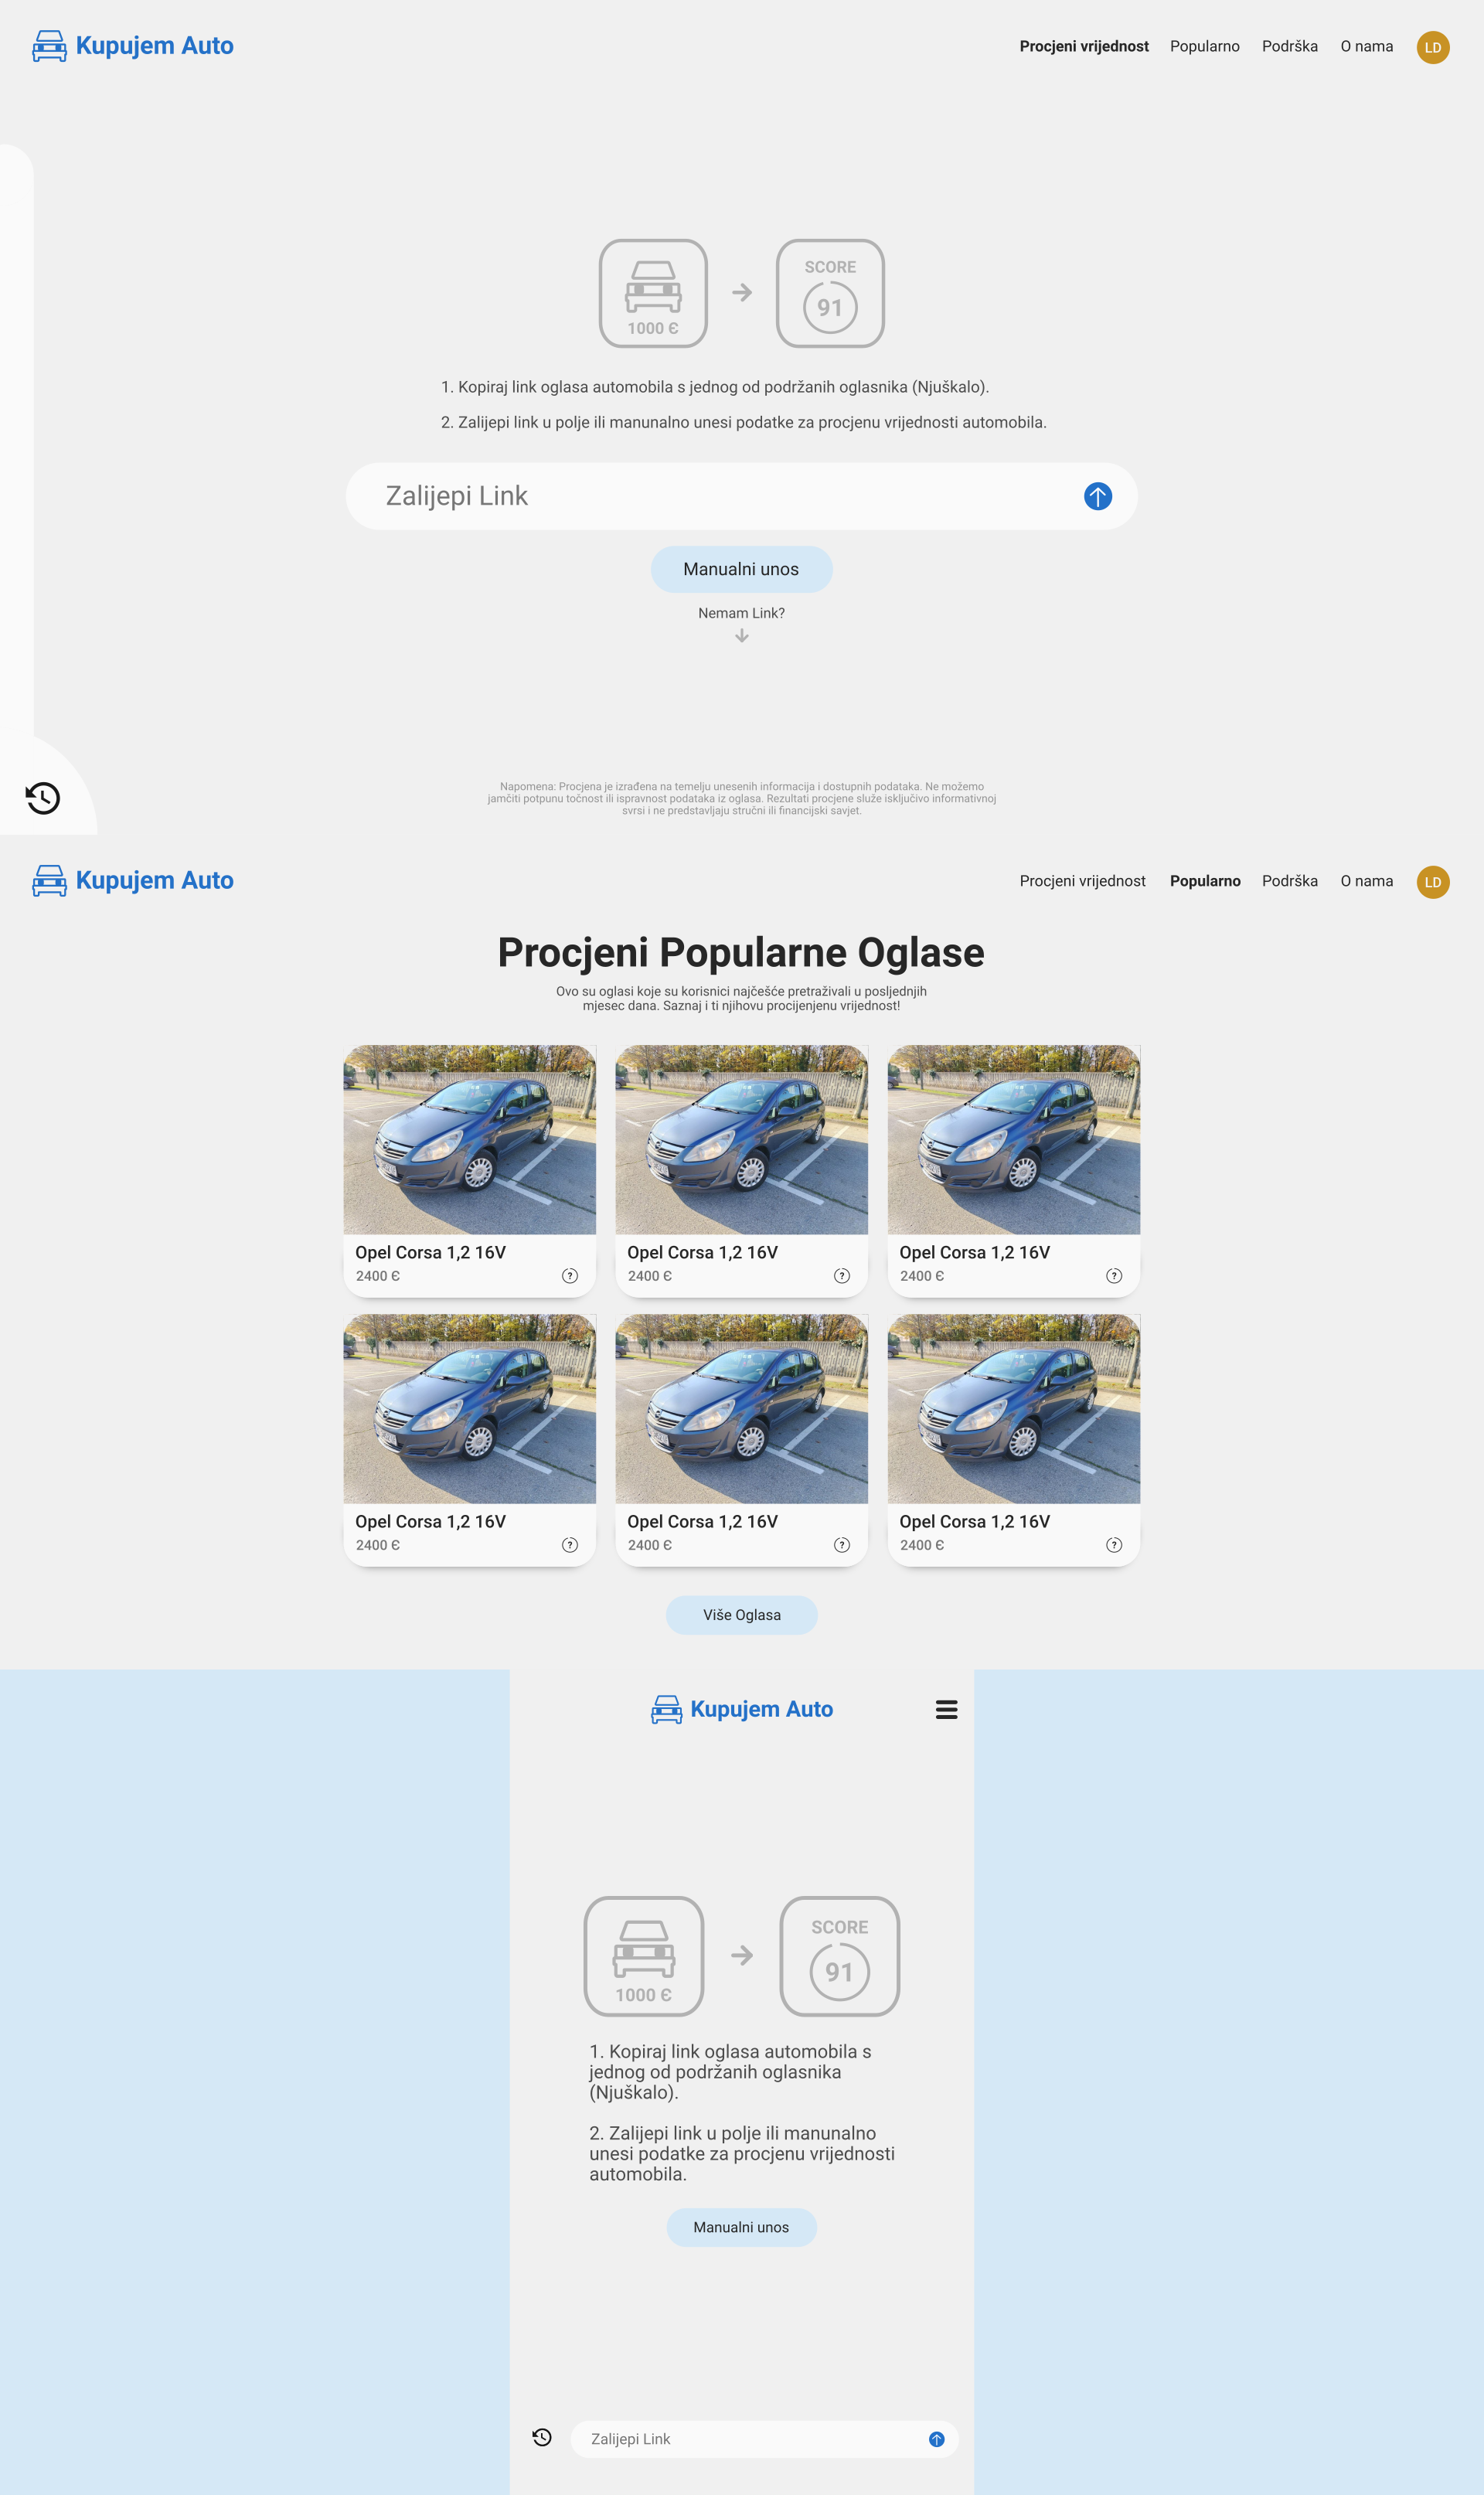 Kupujem Auto
Procjeni vrijednost Popularno Podrška O nama LD
SCORE
91
1000 €
1. Kopiraj link oglasa automobila s jednog od podržanih oglasnika (Njuškalo).
2. Zalijepi link u polje ili manunalno unesi podatke za procjenu vrijednosti automobila.
Zalijepi Link
Manualni unos
Nemam Link?
Napomena: Procjena je izrađena na temelju unesenih informacija i dostupnih podataka. Ne možemo
jamčiti potpunu točnost ili ispravnost podataka iz oglasa. Rezultati procjene služe isključivo informativnoj
svrsi i ne predstavljaju stručni ili financijski savjet.
Kupujem Auto
Procjeni vrijednost Popularno Podrška O nama LD
Procjeni Popularne Oglase
Ovo su oglasi koje su korisnici najčešće pretraživali u posljednjih
mjesec dana. Saznaj i ti njihovu procijenjenu vrijednost!
Opel Corsa 1,2 16V Opel Corsa 1,2 16V Opel Corsa 1,2 16V
2400 € ? 2400 € ? 2400 € ?
Opel Corsa 1,2 16V Opel Corsa 1,2 16V Opel Corsa 1,2 16V
2400 € ? 2400 € ? 2400 € ?
Više Oglasa
Kupujem Auto
SCORE
91
1000 €
1. Kopiraj link oglasa automobila s
jednog od podržanih oglasnika
(Njuškalo).
2. Zalijepi link u polje ili manunalno
unesi podatke za procjenu vrijednosti
automobila.
Manualni unos
Zalijepi Link